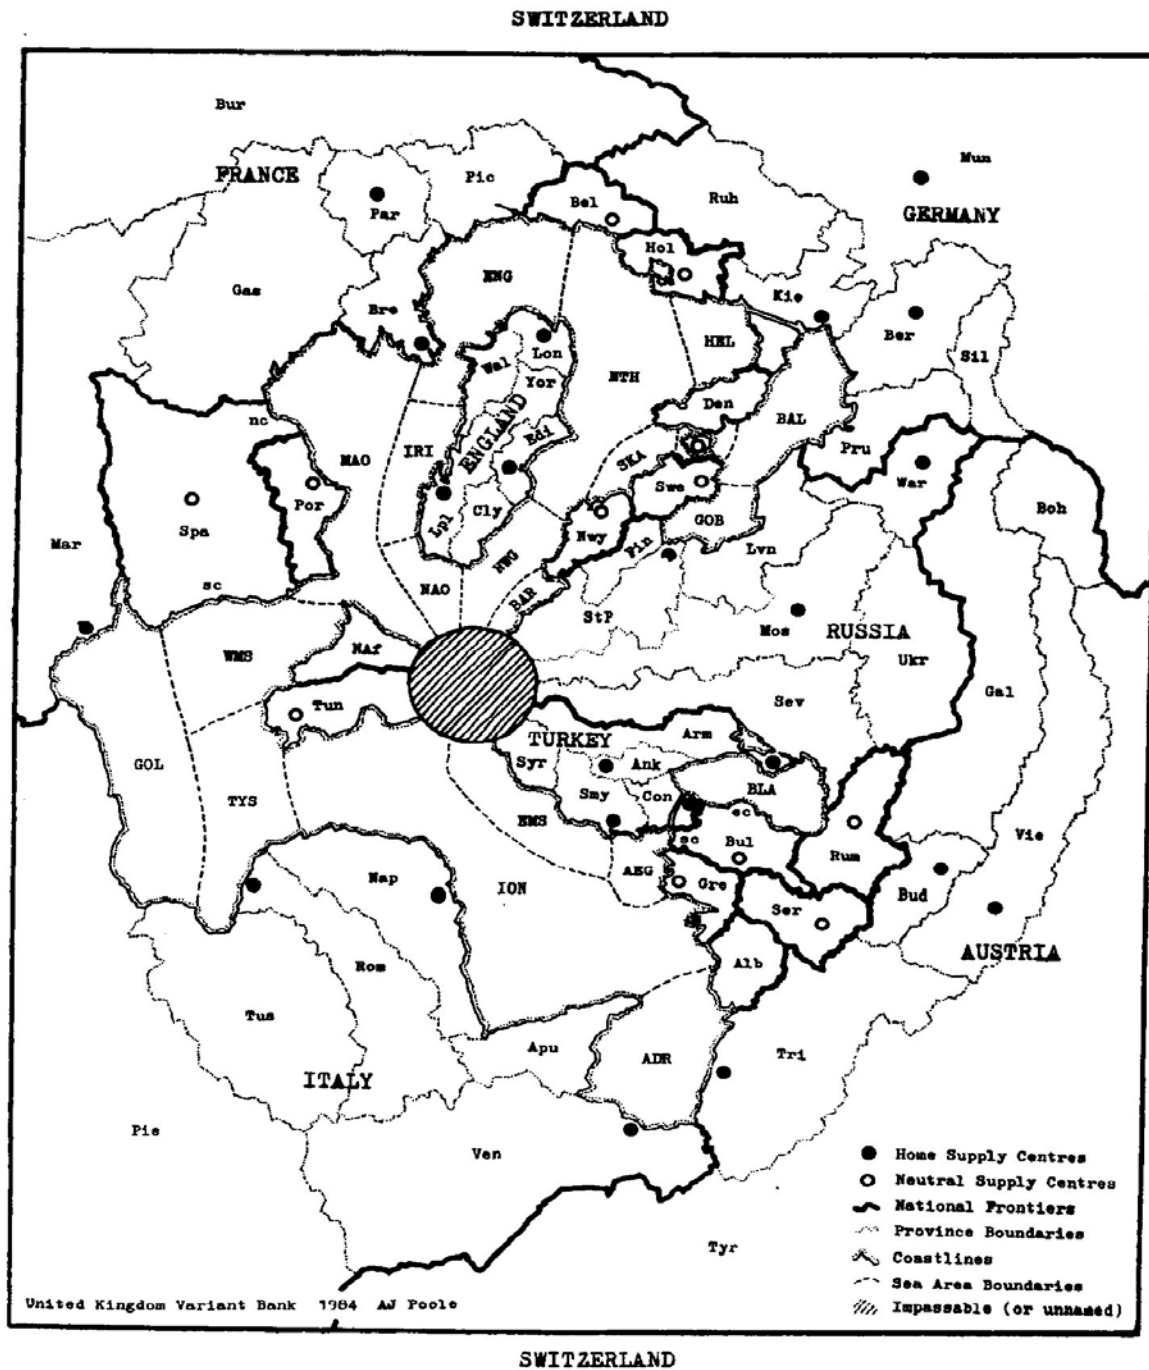 SWITZERLAND
Bur
Mun
FRANCE
Pic
Par
Bel
Ruh
GERMANY
Hol
Gas
ENG
Kie
Bre
Ber
HEL
Lon
Wal
Sil
NTH
Yor
Den
nc
ENGLAND
BAL
MAO
IRI
Edi
Pru
SKA
War
Por
Swe
Spa
Lpl
Cly
GOB
Boh
Nwy
Mar
Fin
Lvn
NWG
sc
NAO
BAR
StP
Mos
RUSSIA
WMS
NAf
Ukr
Gal
Sev
Tun
TURKEY
Arm
GOL
Syr
Ank
TYS
Smy
Con
BLA
EMS
ec
sc
Bul
Vie
Rum
AEG
Nap
ION
Gre
Bud
Ser
AUSTRIA
Alb
Rom
Tus
Apu
ADR
Tri
ITALY
Pie
Ven
Home Supply Centres
Neutral Supply Centres
National Frontiers
Province Boundaries
Tyr
Coastlines
Sea Area Boundaries
United Kingdom Variant Bank 1984 AJ Poole
Impassable (or unnamed)
SWITZERLAND